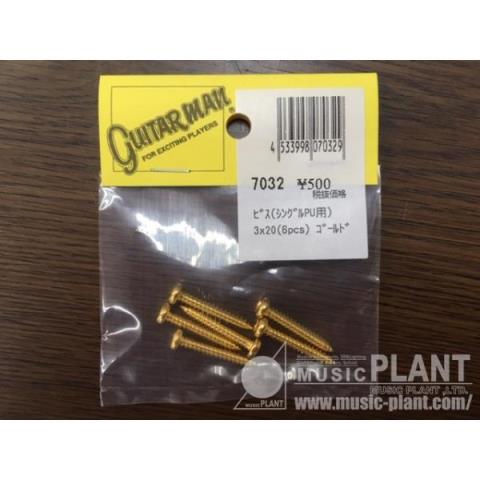 GUITAR MAN
FOR EXCITING PLAYERS
4 533998 070329
7032 ¥500
税抜価格
ﾋﾞｽ(ｼﾝｸﾞﾙPU用)
3x20(6pcs) ｺﾞｰﾙﾄﾞ
MUSIC PLANT
MUSIC PLANT .,LTD.
www.music-plant.com/
MUSIC PLANT